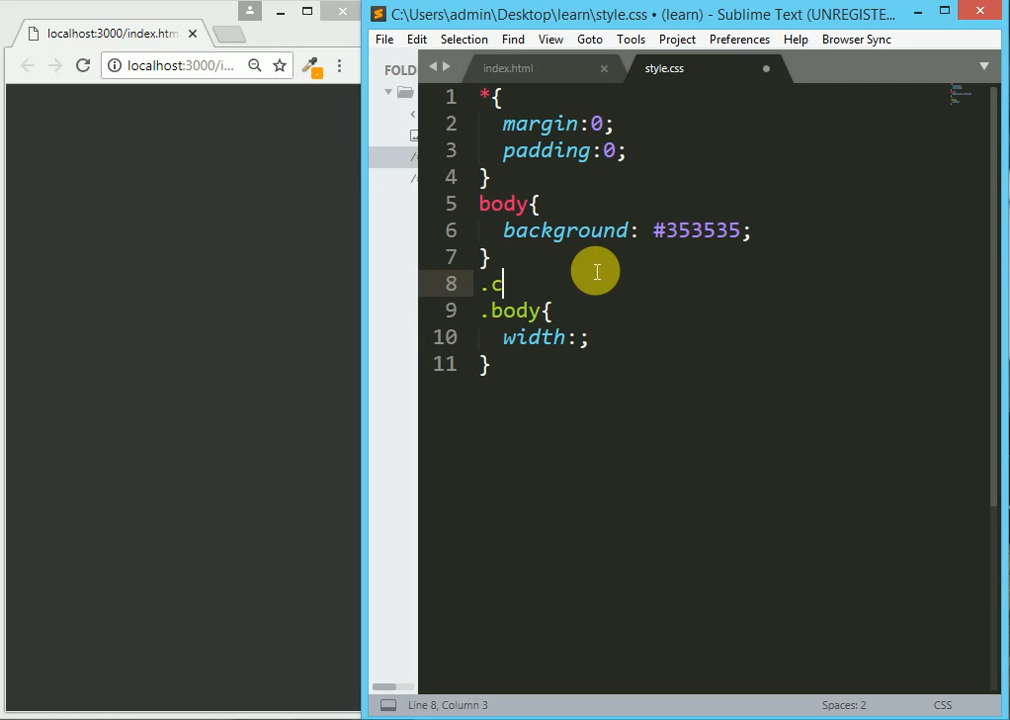 localhost:3000/index.htm
localhost:3000/i...
C:\Users\admin\Desktop\learn\style.css • (learn) - Sublime Text (UNREGISTE...
File Edit Selection Find View Goto Tools Project Preferences Help Browser Sync
FOLD
index.html
style.css
1 *{
2 margin:0;
3 padding:0;
4 }
5 body{
6 background: #353535;
7 }
8 .c
9 .body{
10 width:;
11 }
Line 8, Column 3
Spaces: 2
CSS